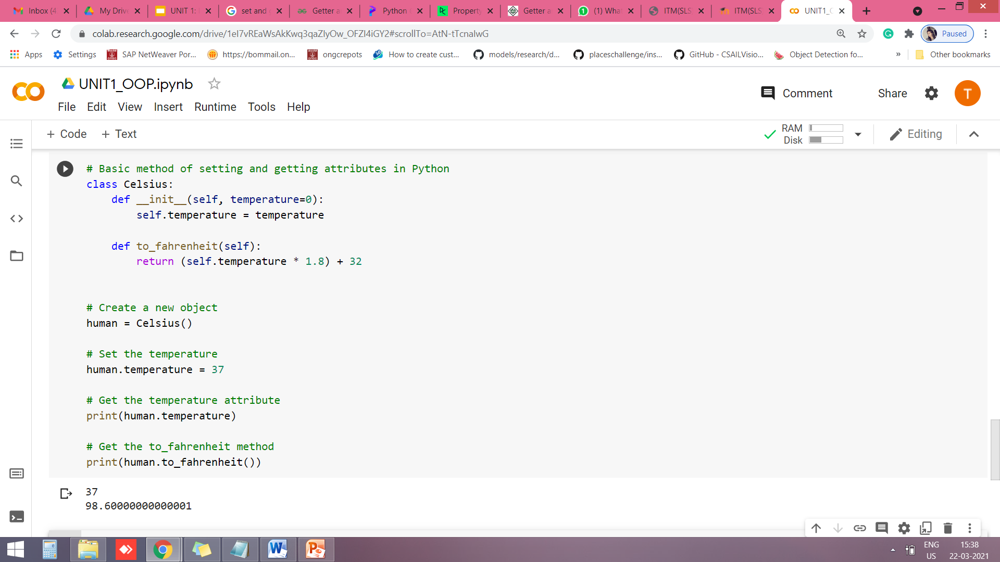 Inbox (4
My Driv
UNIT 1:
set and
Getter a
Python
Property
Getter a
(1) What
ITM(SLS
ITM(SLS
UNIT1_
colab.research.google.com/drive/1eI7vREaWsAkKwq3qaZIyOw_OFZI4iGY2#scrollTo=AtN-tTcnaIwG
Paused
Apps
Settings
SAP NetWeaver Por...
https://bommail.on...
ongcrepots
How to create cust...
models/research/d...
placeschallenge/ins...
GitHub - CSAILVisio...
Object Detection fo...
»
Other bookmarks
UNIT1_OOP.ipynb
Comment
Share
T
File Edit View Insert Runtime Tools Help
+ Code + Text
RAM
Disk
Editing
# Basic method of setting and getting attributes in Python
class Celsius:
    def __init__(self, temperature=0):
        self.temperature = temperature
    def to_fahrenheit(self):
        return (self.temperature * 1.8) + 32
# Create a new object
human = Celsius()
# Set the temperature
human.temperature = 37
# Get the temperature attribute
print(human.temperature)
# Get the to_fahrenheit method
print(human.to_fahrenheit())
37
98.60000000000001
ENG
US
15:38
22-03-2021